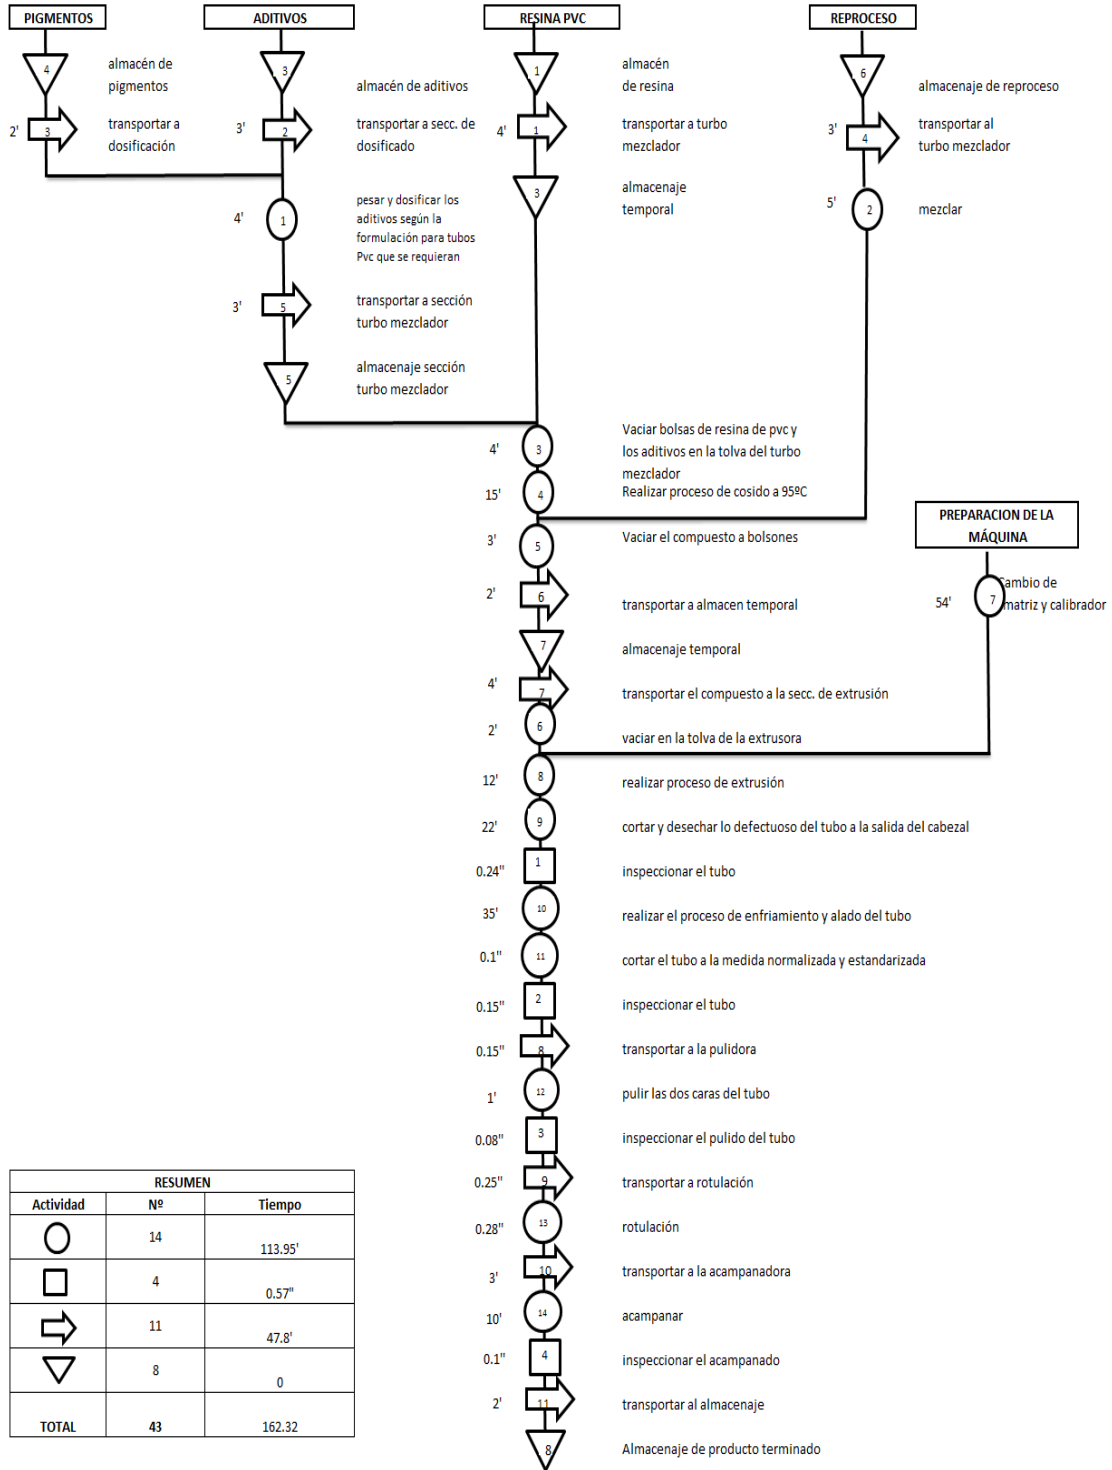 PIGMENTOS
ADITIVOS
RESINA PVC
REPROCESO
4
almacén de
pigmentos
3
almacén de aditivos
1
almacén
de resina
6
almacenaje de reproceso
2'
3
transportar a
dosificación
3'
2
transportar a secc. de
dosificado
4'
1
transportar a turbo
mezclador
3'
4
transportar al
turbo mezclador
4'
1
pesar y dosificar los
aditivos según la
formulación para tubos
Pvc que se requieran
3
almacenaje
temporal
5'
2
mezclar
3'
5
transportar a sección
turbo mezclador
5
almacenaje sección
turbo mezclador
4'
3
Vaciar bolsas de resina de pvc y
los aditivos en la tolva del turbo
mezclador
15'
4
Realizar proceso de cosido a 95ºC
PREPARACION DE LA
MÁQUINA
3'
5
Vaciar el compuesto a bolsones
54'
7
Cambio de
matriz y calibrador
2'
6
transportar a almacen temporal
7
almacenaje temporal
4'
7
transportar el compuesto a la secc. de extrusión
2'
6
vaciar en la tolva de la extrusora
12'
8
realizar proceso de extrusión
22'
9
cortar y desechar lo defectuoso del tubo a la salida del cabezal
0.24"
1
inspeccionar el tubo
35'
10
realizar el proceso de enfriamiento y alado del tubo
0.1"
11
cortar el tubo a la medida normalizada y estandarizada
0.15"
2
inspeccionar el tubo
0.15"
8
transportar a la pulidora
1'
12
pulir las dos caras del tubo
0.08"
3
inspeccionar el pulido del tubo
0.25"
9
transportar a rotulación
0.28"
13
rotulación
3'
10
transportar a la acampanadora
10'
14
acampanar
0.1"
4
inspeccionar el acampanado
2'
11
transportar al almacenaje
8
Almacenaje de producto terminado
RESUMEN
Actividad Nº Tiempo
14 113.95'
4 0.57"
11 47.8'
8 0
TOTAL 43 162.32